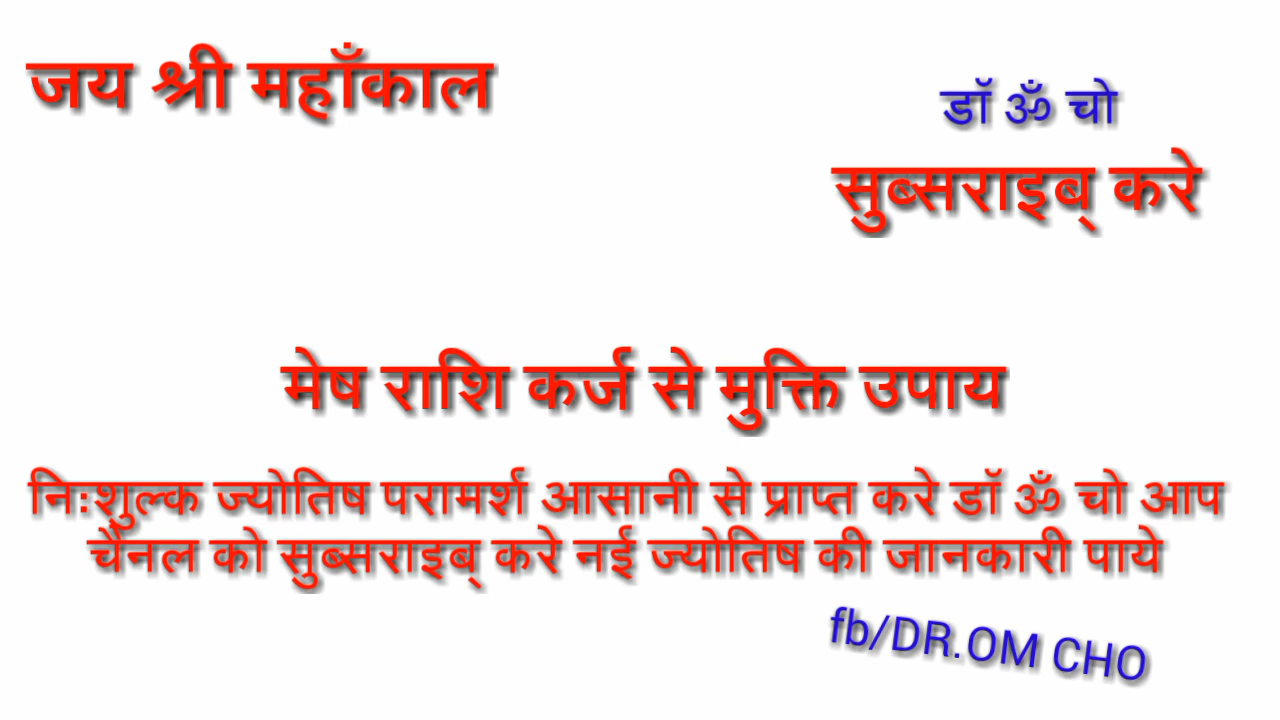 जय श्री महाँकाल
डॉ ॐ चो
सुब्सराइब् करे
मेष राशि कर्ज से मुक्ति उपाय
निःशुल्क ज्योतिष परामर्श आसानी से प्राप्त करे डॉ ॐ चो आप
चैनल को सुब्सराइब् करे नई ज्योतिष की जानकारी पाये
fb/DR.OM CHO